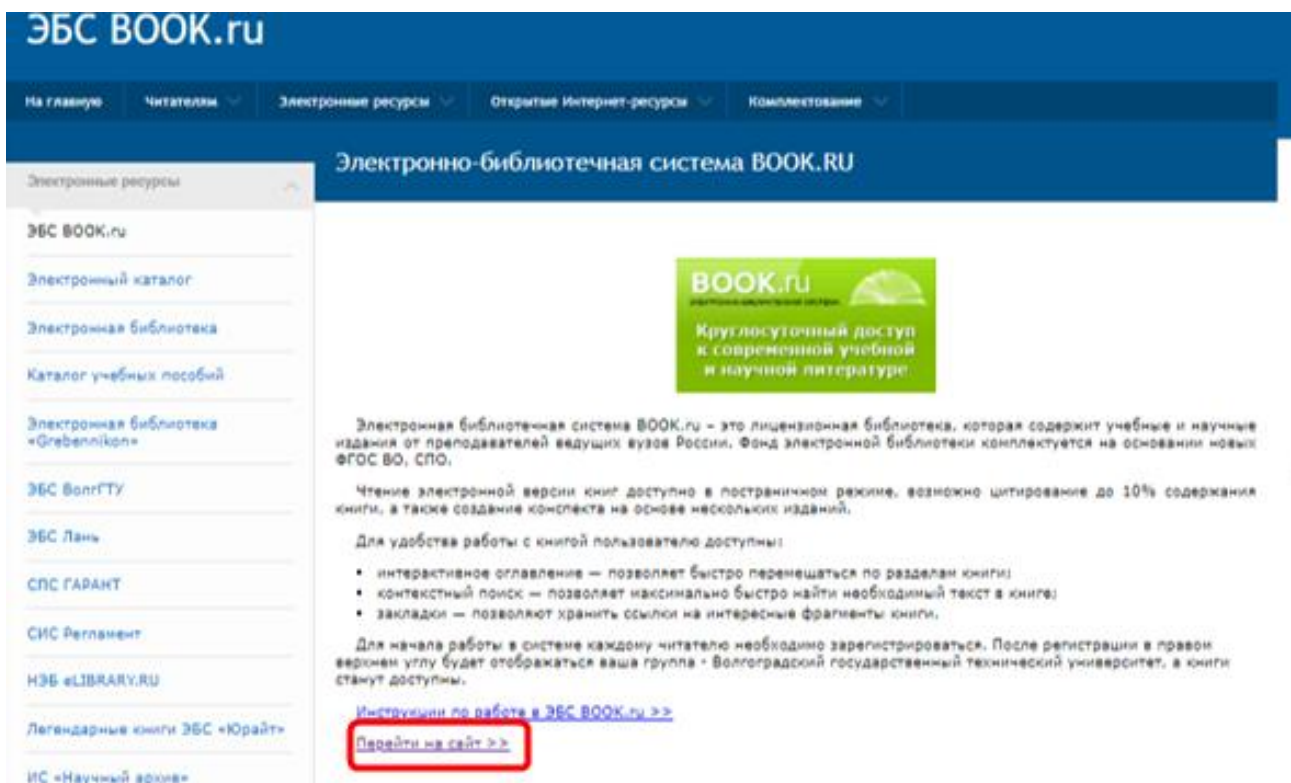 ЭБС BOOK.ru
На главную Читателям Электронные ресурсы Открытые Интернет-ресурсы Комплектование
Электронно-библиотечная система BOOK.RU
Электронные ресурсы
ЭБС BOOK.ru
Электронный каталог
Электронная библиотека
Каталог учебных пособий
Электронная библиотека
«Grebennikon»
ЭБС ВолгГТУ
ЭБС Лань
СПС ГАРАНТ
СИС Регламент
НЭБ eLIBRARY.RU
Легендарные книги ЭБС «Юрайт»
ИС «Научный архив»
BOOK.ru
электронно-библиотечная система
Круглосуточный доступ
к современной учебной
и научной литературе
Электронная библиотечная система BOOK.ru – это лицензионная библиотека, которая содержит учебные и научные
издания от преподавателей ведущих вузов России. Фонд электронной библиотеки комплектуется на основании новых
ФГОС ВО, СПО.
Чтение электронной версии книг доступно в постраничном режиме, возможно цитирование до 10% содержания
книги, а также создание конспекта на основе нескольких изданий.
Для удобства работы с книгой пользователю доступны:
• интерактивное оглавление — позволяет быстро перемещаться по разделам книги;
• контекстный поиск — позволяет максимально быстро найти необходимый текст в книге;
• закладки — позволяют хранить ссылки на интересные фрагменты книги.
Для начала работы в системе каждому читателю необходимо зарегистрироваться. После регистрации в правом
верхнем углу будет отображаться ваша группа - Волгоградский государственный технический университет, а книги
станут доступны.
Инструкции по работе в ЭБС BOOK.ru >>
Перейти на сайт >>